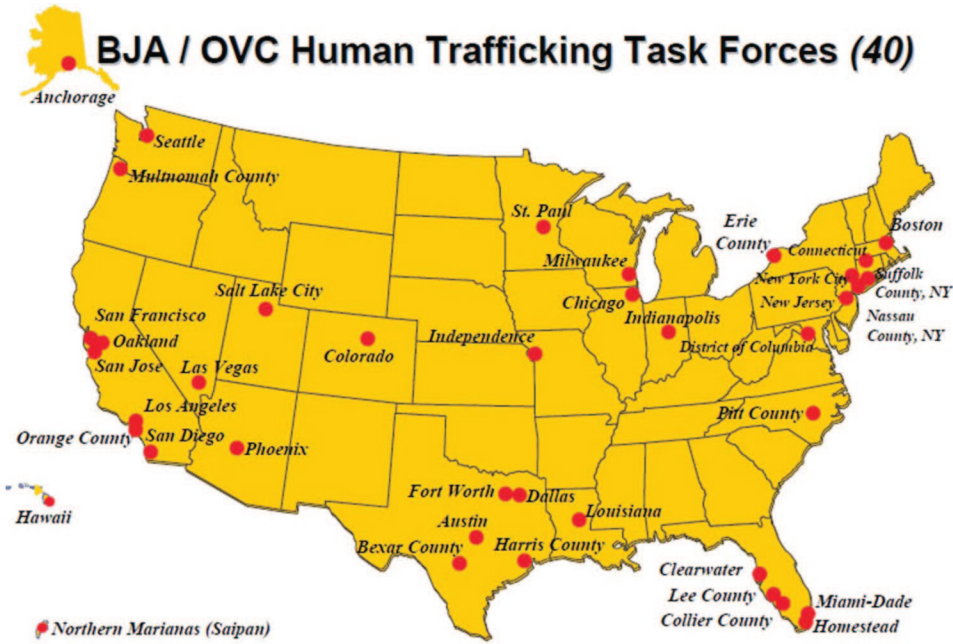 BJA / OVC Human Trafficking Task Forces (40)
Anchorage
Seattle
Multnomah County
St. Paul
Erie
County
Boston
Connecticut
Milwaukee
New York City
Suffolk
County, NY
Salt Lake City
Chicago
New Jersey
Nassau
County, NY
San Francisco
Indianapolis
Oakland
Colorado
Independence
District of Columbia
San Jose
Las Vegas
Los Angeles
Pitt County
Orange County
San Diego
Phoenix
Fort Worth
Dallas
Hawaii
Louisiana
Austin
Bexar County
Harris County
Clearwater
Lee County
Miami-Dade
Collier County
Homestead
Northern Marianas (Saipan)